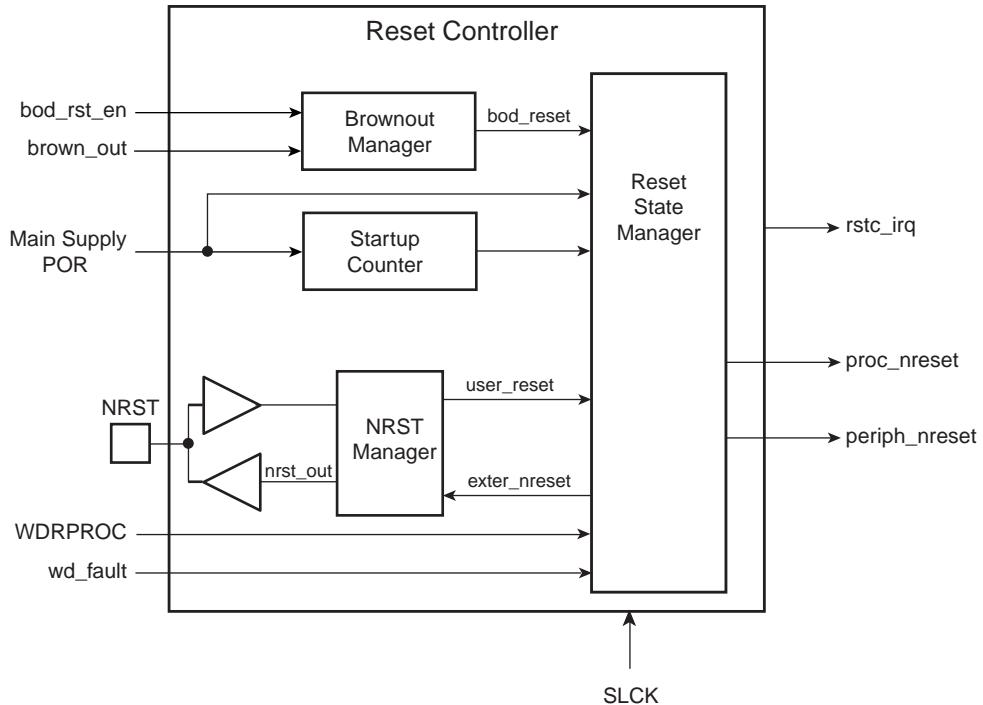 Reset Controller
bod_rst_en
brown_out
Brownout
Manager
bod_reset
Main Supply
POR
Startup
Counter
Reset
State
Manager
rstc_irq
proc_nreset
periph_nreset
NRST
NRST
Manager
user_reset
nrst_out
exter_nreset
WDRPROC
wd_fault
SLCK